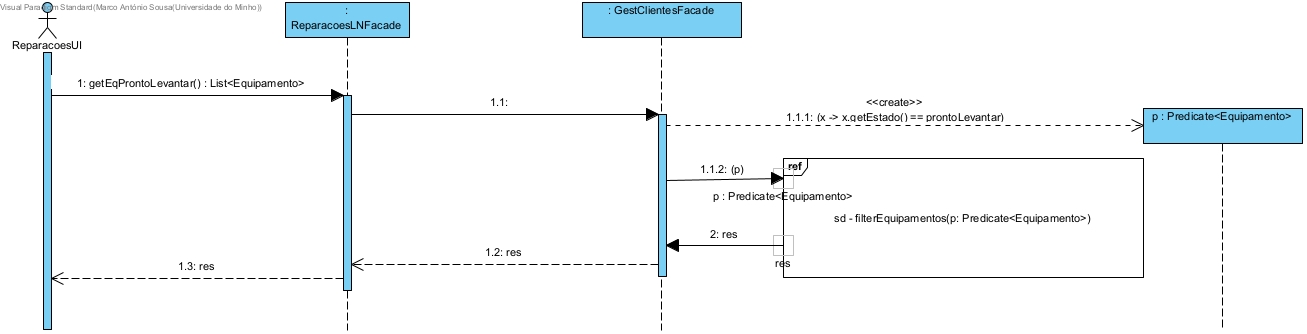 Visual Paradigm Standard(Marco António Sousa(Universidade do Minho))
ReparacoesUI
:
ReparacoesLNFacade
: GestClientesFacade
1: getEqProntoLevantar() : List<Equipamento>
1.1:
<<create>>
1.1.1: (x -> x.getEstado() == prontoLevantar)
p : Predicate<Equipamento>
ref
1.1.2: (p)
p : Predicate<Equipamento>
sd - filterEquipamentos(p: Predicate<Equipamento>)
2: res
res
1.2: res
1.3: res